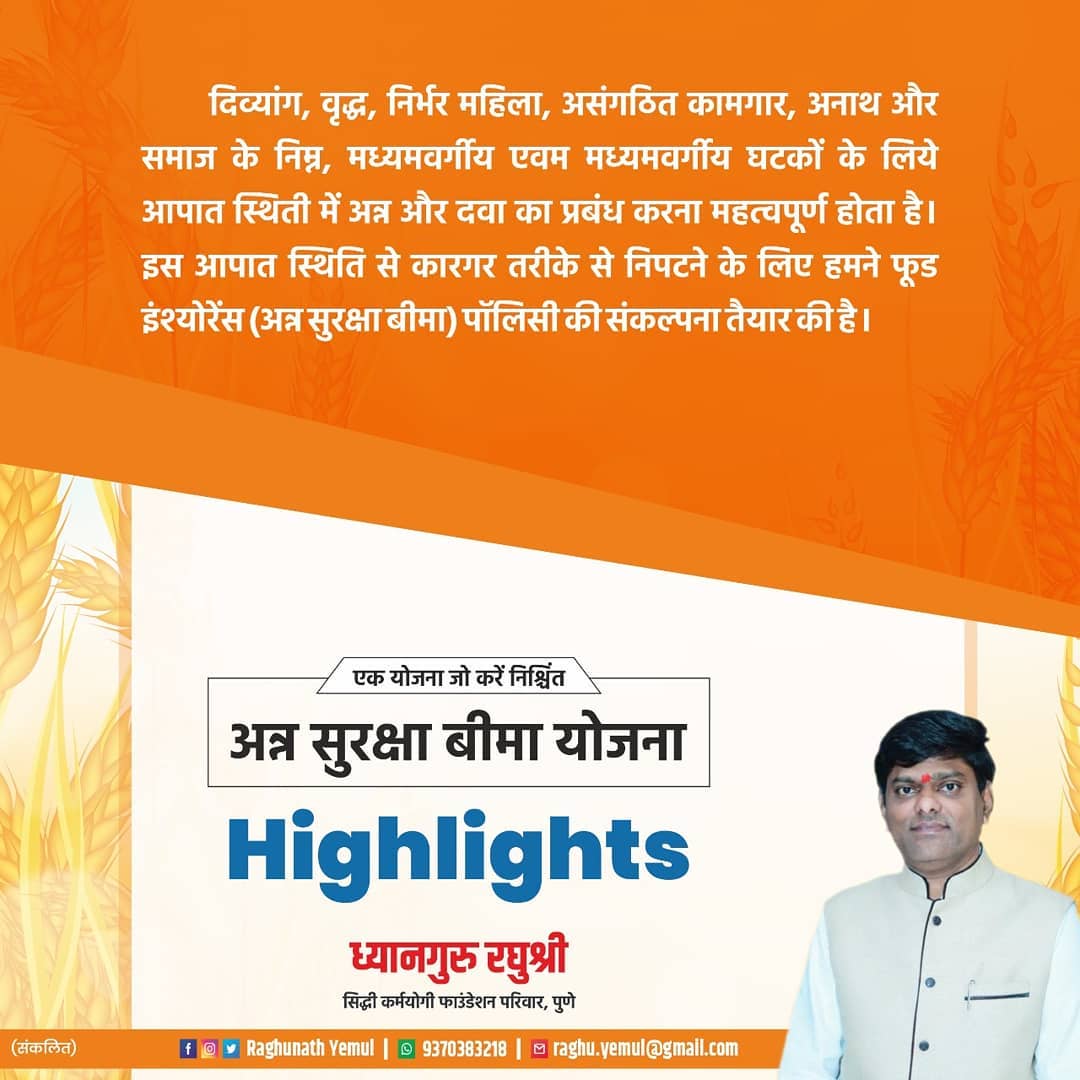 दिव्यांग, वृद्ध, निर्भर महिला, असंगठित कामगार, अनाथ और
समाज के निम्न, मध्यमवर्गीय एवम मध्यमवर्गीय घटकों के लिये
आपात स्थिती में अन्न और दवा का प्रबंध करना महत्वपूर्ण होता है।
इस आपात स्थिति से कारगर तरीके से निपटने के लिए हमने फूड
इंश्योरेंस (अन्न सुरक्षा बीमा) पॉलिसी की संकल्पना तैयार की है।
एक योजना जो करें निश्चिंत
अन्न सुरक्षा बीमा योजना
Highlights
ध्यानगुरु रघुश्री
सिद्धी कर्मयोगी फाउंडेशन परिवार, पुणे
(संकलित) Raghunath Yemul | 9370383218 | raghu.yemul@gmail.com